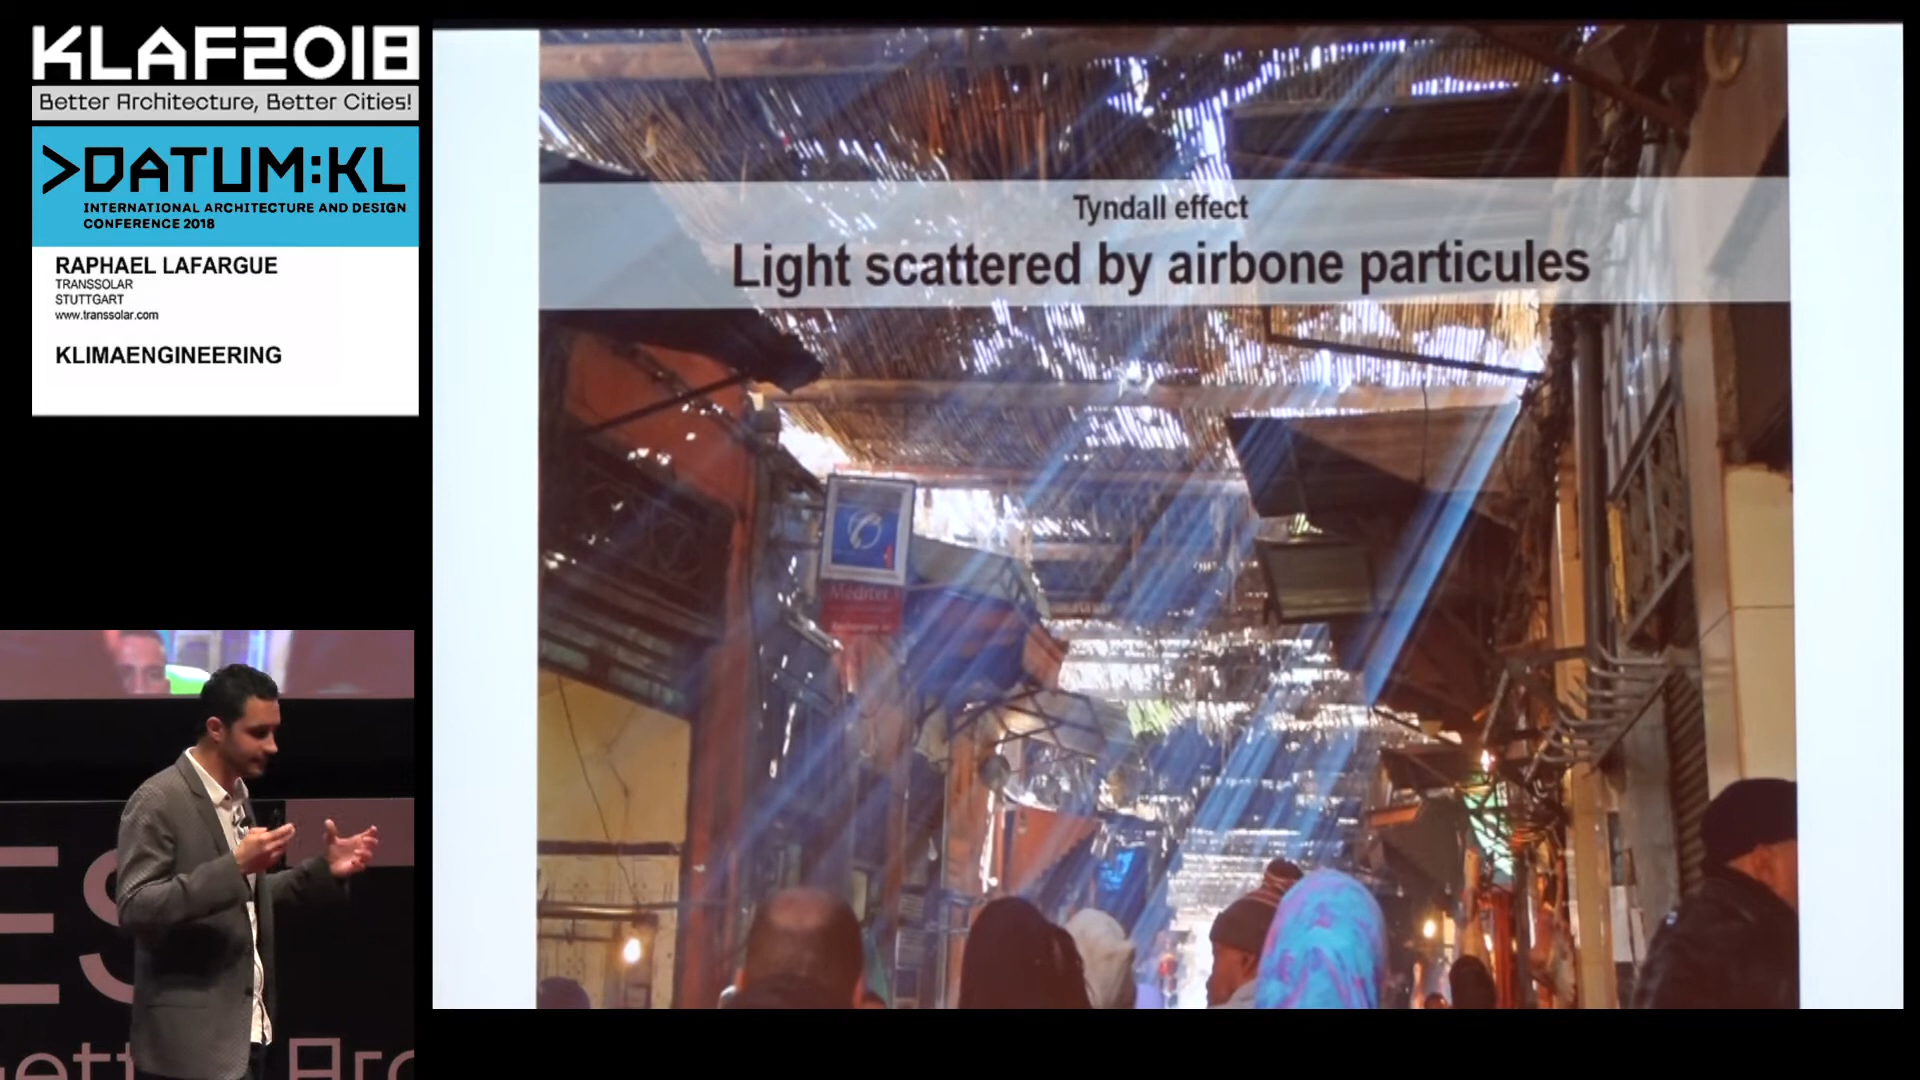 KLAF2018
Better Architecture, Better Cities!
>DATUM:KL
INTERNATIONAL ARCHITECTURE AND DESIGN
CONFERENCE 2018
RAPHAEL LAFARGUE
TRANSSOLAR
STUTTGART
www.transsolar.com
KLIMAENGINEERING
Tyndall effect
Light scattered by airbone particules